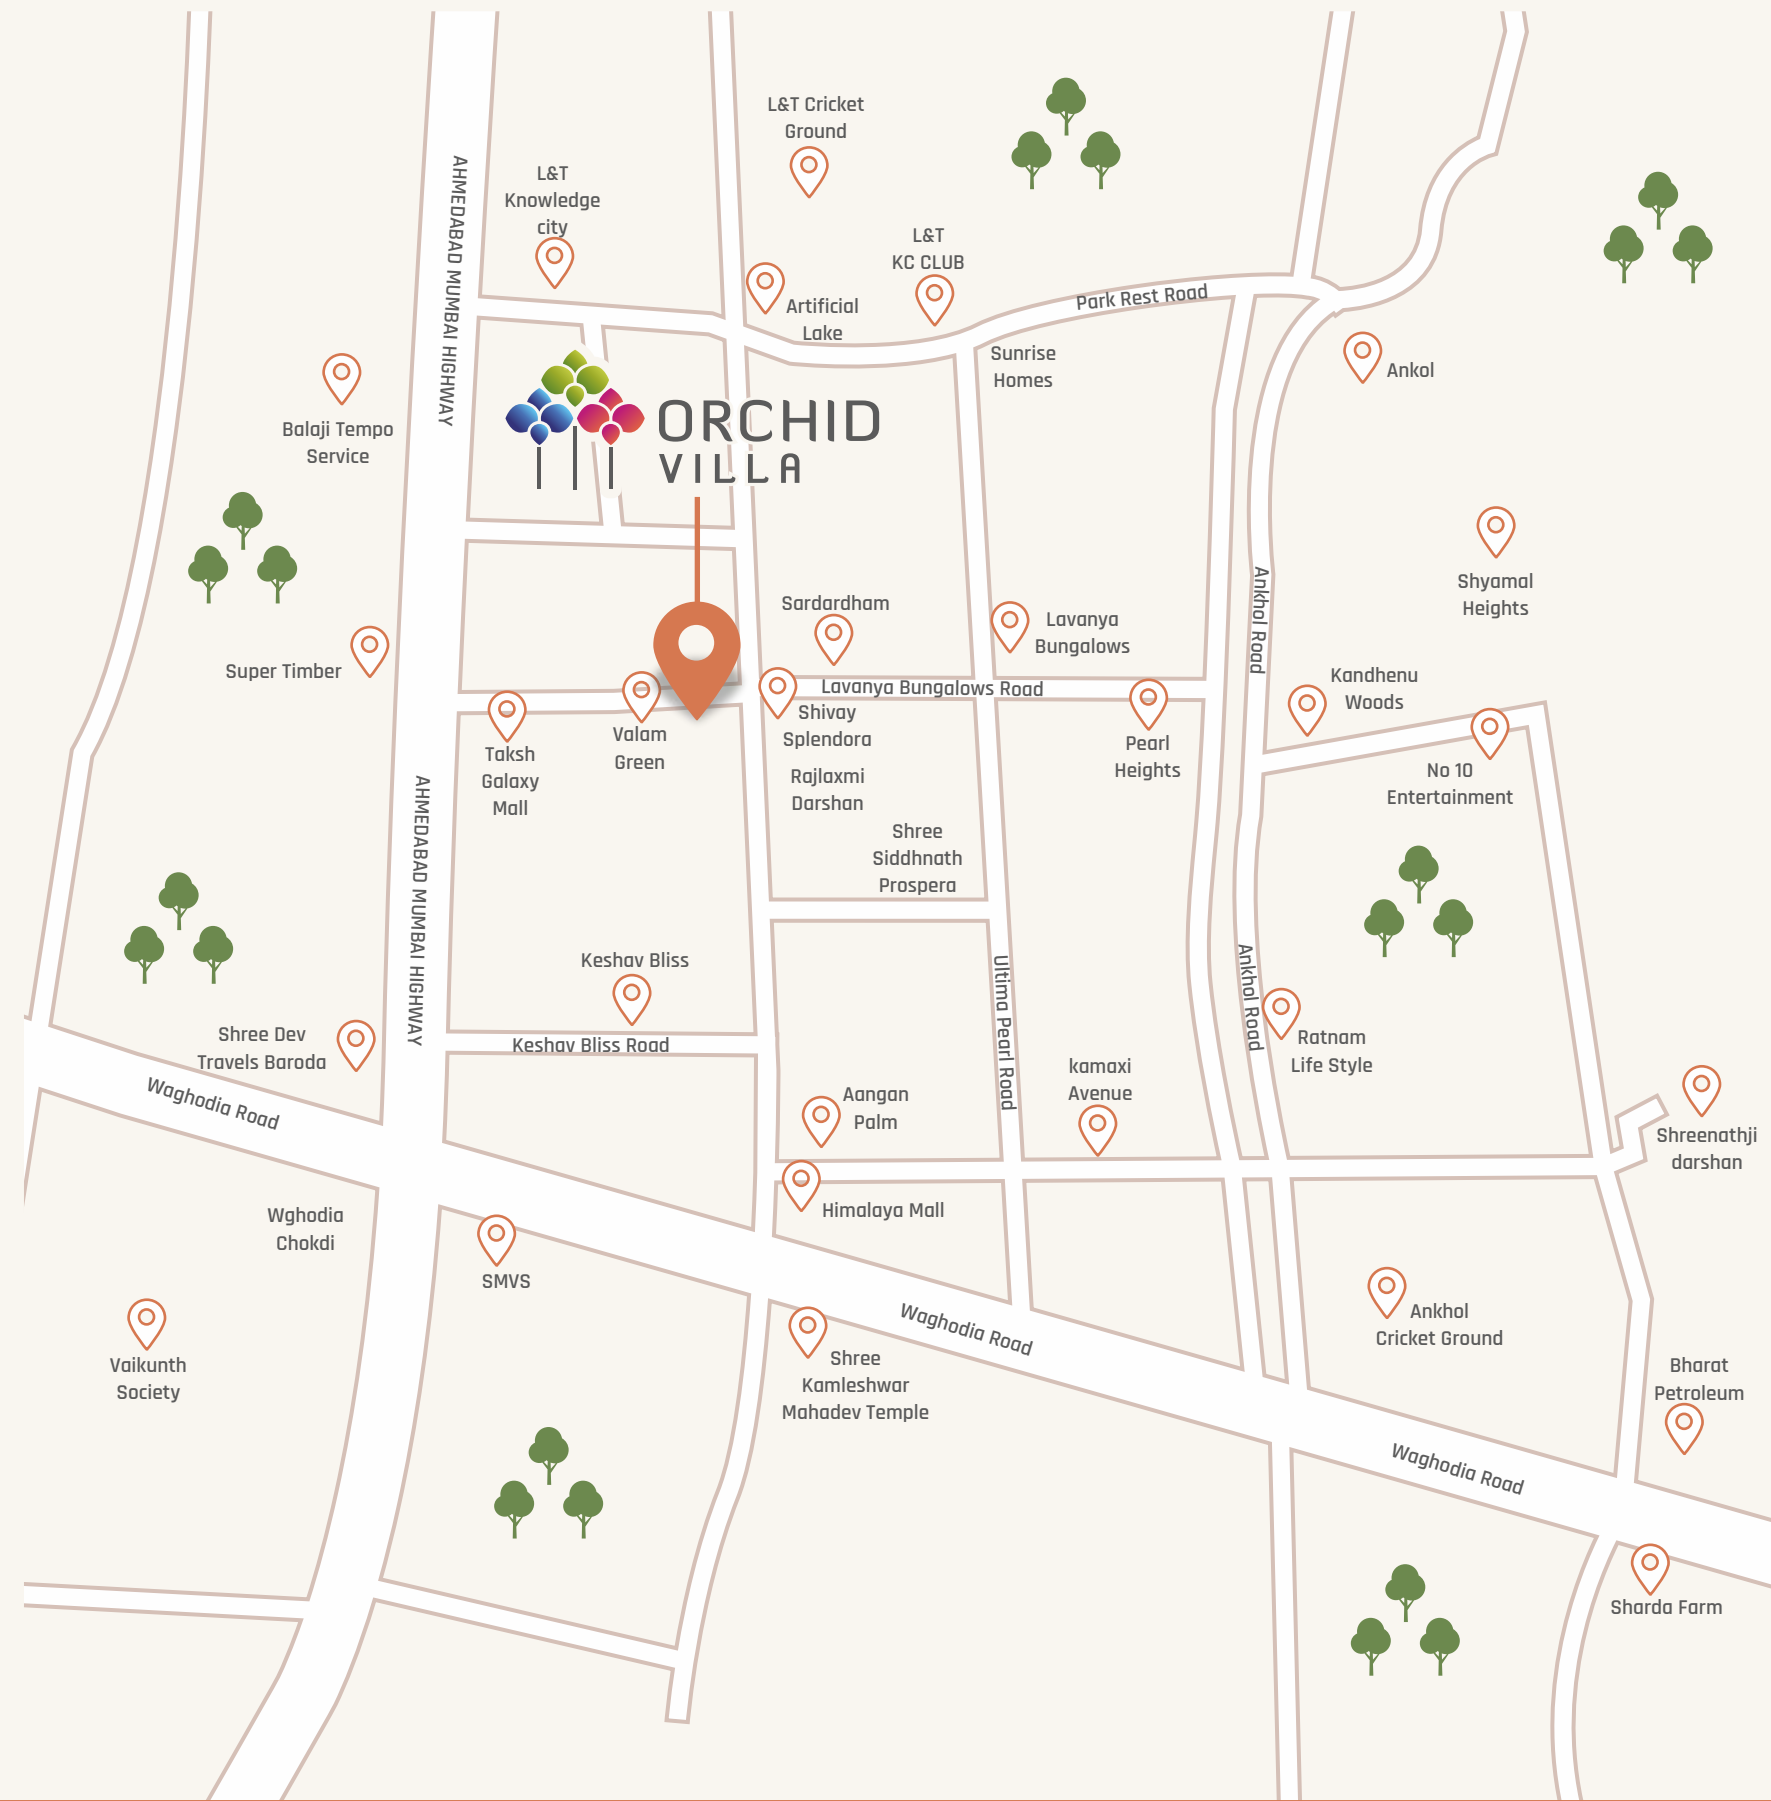 L&T Cricket
Ground
L&T
Knowledge
city
L&T
KC CLUB
AHMEDABAD MUMBAI HIGHWAY
Artificial
Lake
Park Rest Road
Sunrise
Homes
Ankol
Balaji Tempo
Service
ORCHID
VILLA
Shyamal
Heights
Ankhol Road
Sardardham
Lavanya
Bungalows
Super Timber
Kandhenu
Woods
Lavanya Bungalows Road
Shivay
Splendora
Valam
Green
Taksh
Galaxy
Mall
Pearl
Heights
No 10
Entertainment
Rajlaxmi
Darshan
AHMEDABAD MUMBAI HIGHWAY
Shree
Siddhnath
Prospera
Keshav Bliss
Ultima Pearl Road
Ankhol Road
Shree Dev
Travels Baroda
Keshav Bliss Road
Ratnam
Life Style
kamaxi
Avenue
Waghodia Road
Aangan
Palm
Shreenathji
darshan
Himalaya Mall
Wghodia
Chokdi
SMVS
Waghodia Road
Ankhol
Cricket Ground
Vaikunth
Society
Shree
Kamleshwar
Mahadev Temple
Bharat
Petroleum
Waghodia Road
Sharda Farm